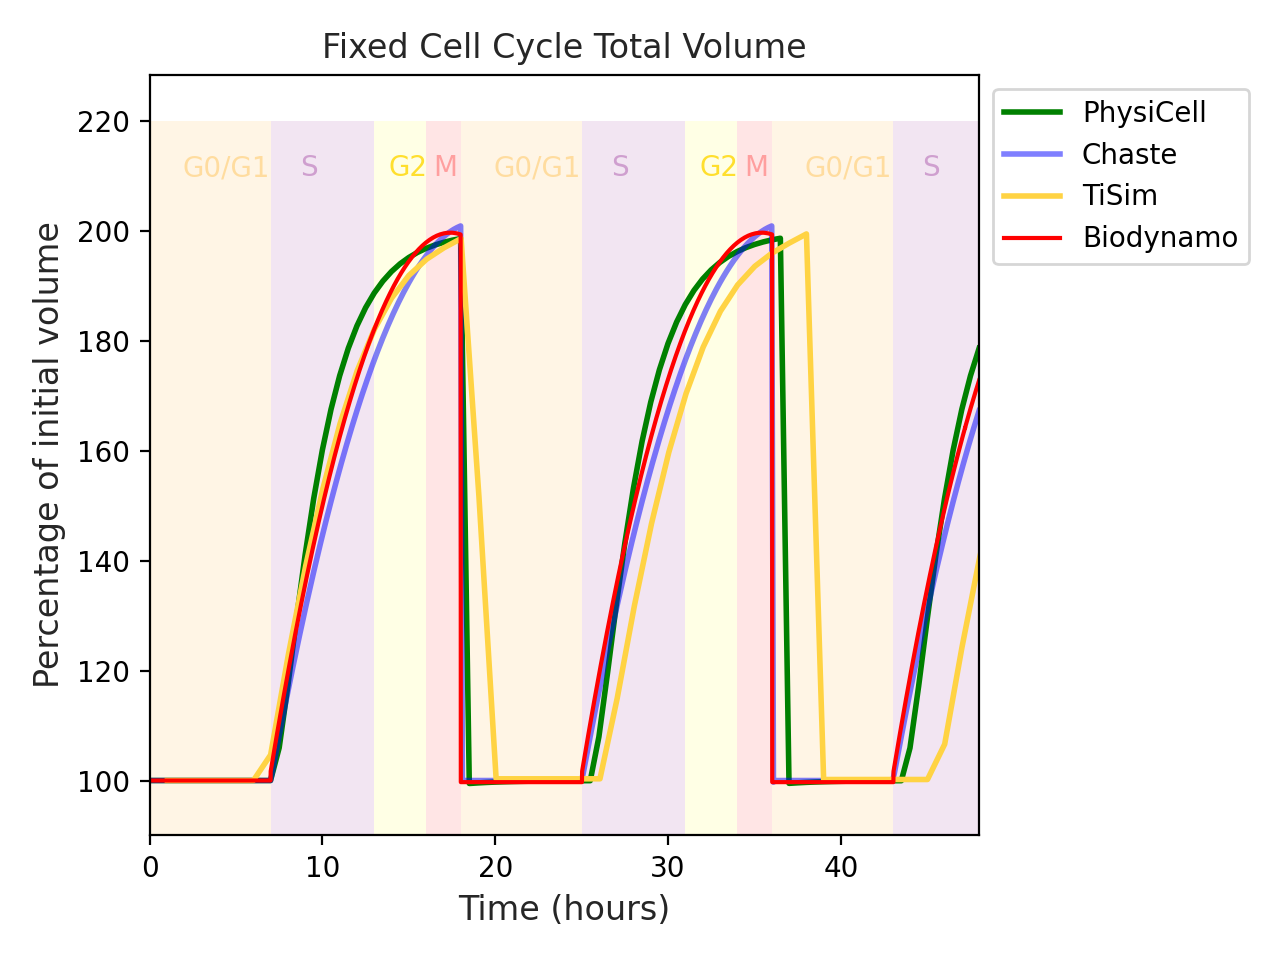 Fixed Cell Cycle Total Volume
Percentage of initial volume
220
200
180
160
140
120
100
G0/G1 S G2 M G0/G1 S G2 M G0/G1 S
0 10 20 30 40
Time (hours)
PhysiCell
Chaste
TiSim
Biodynamo